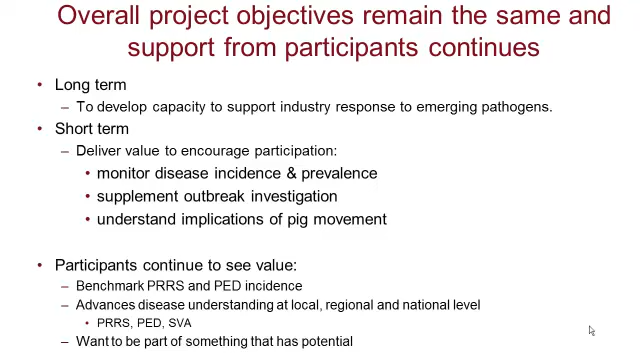 Overall project objectives remain the same and
support from participants continues
• Long term
– To develop capacity to support industry response to emerging pathogens.
• Short term
– Deliver value to encourage participation:
• monitor disease incidence & prevalence
• supplement outbreak investigation
• understand implications of pig movement
• Participants continue to see value:
– Benchmark PRRS and PED incidence
– Advances disease understanding at local, regional and national level
• PRRS, PED, SVA
– Want to be part of something that has potential